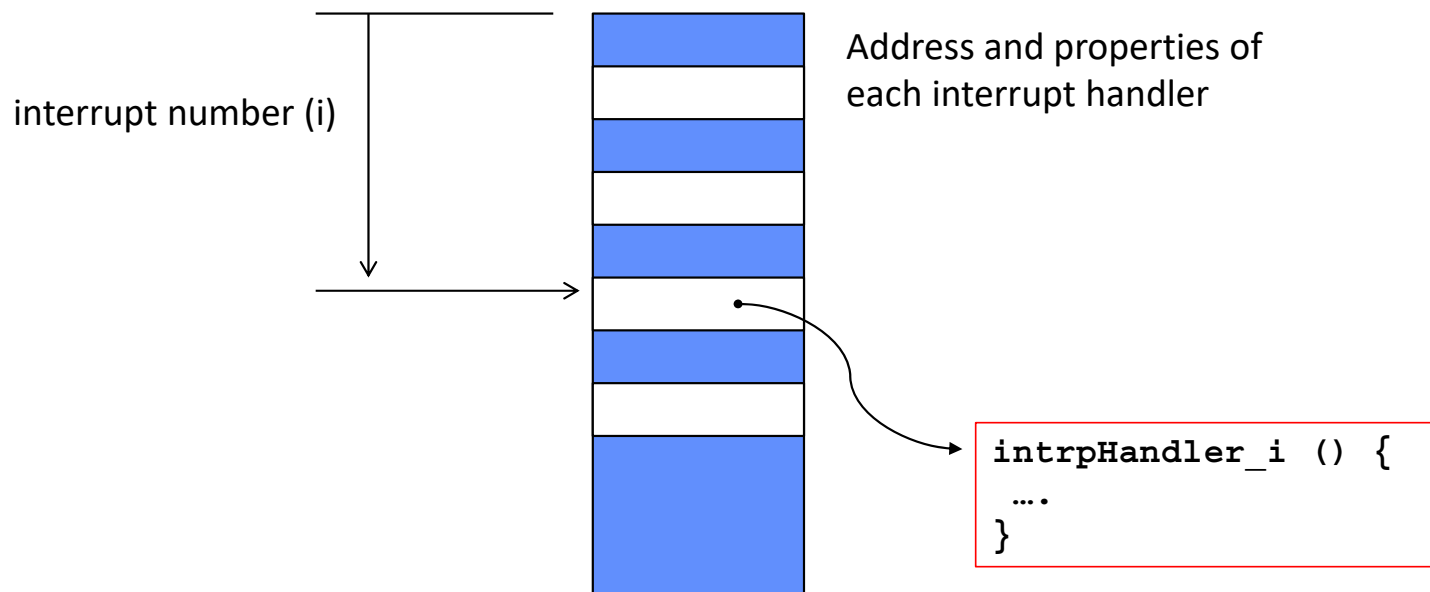 Address and properties of
each interrupt handler
interrupt number (i)
intrpHandler_i () {
….
}